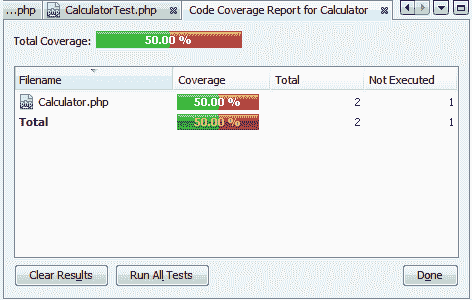 ...php CalculatorTest.php Code Coverage Report for Calculator
Total Coverage: 50.00 %
Filename Coverage Total Not Executed
Calculator.php 50.00 % 2 1
Total 50.00 % 2 1
Clear Results Run All Tests Done